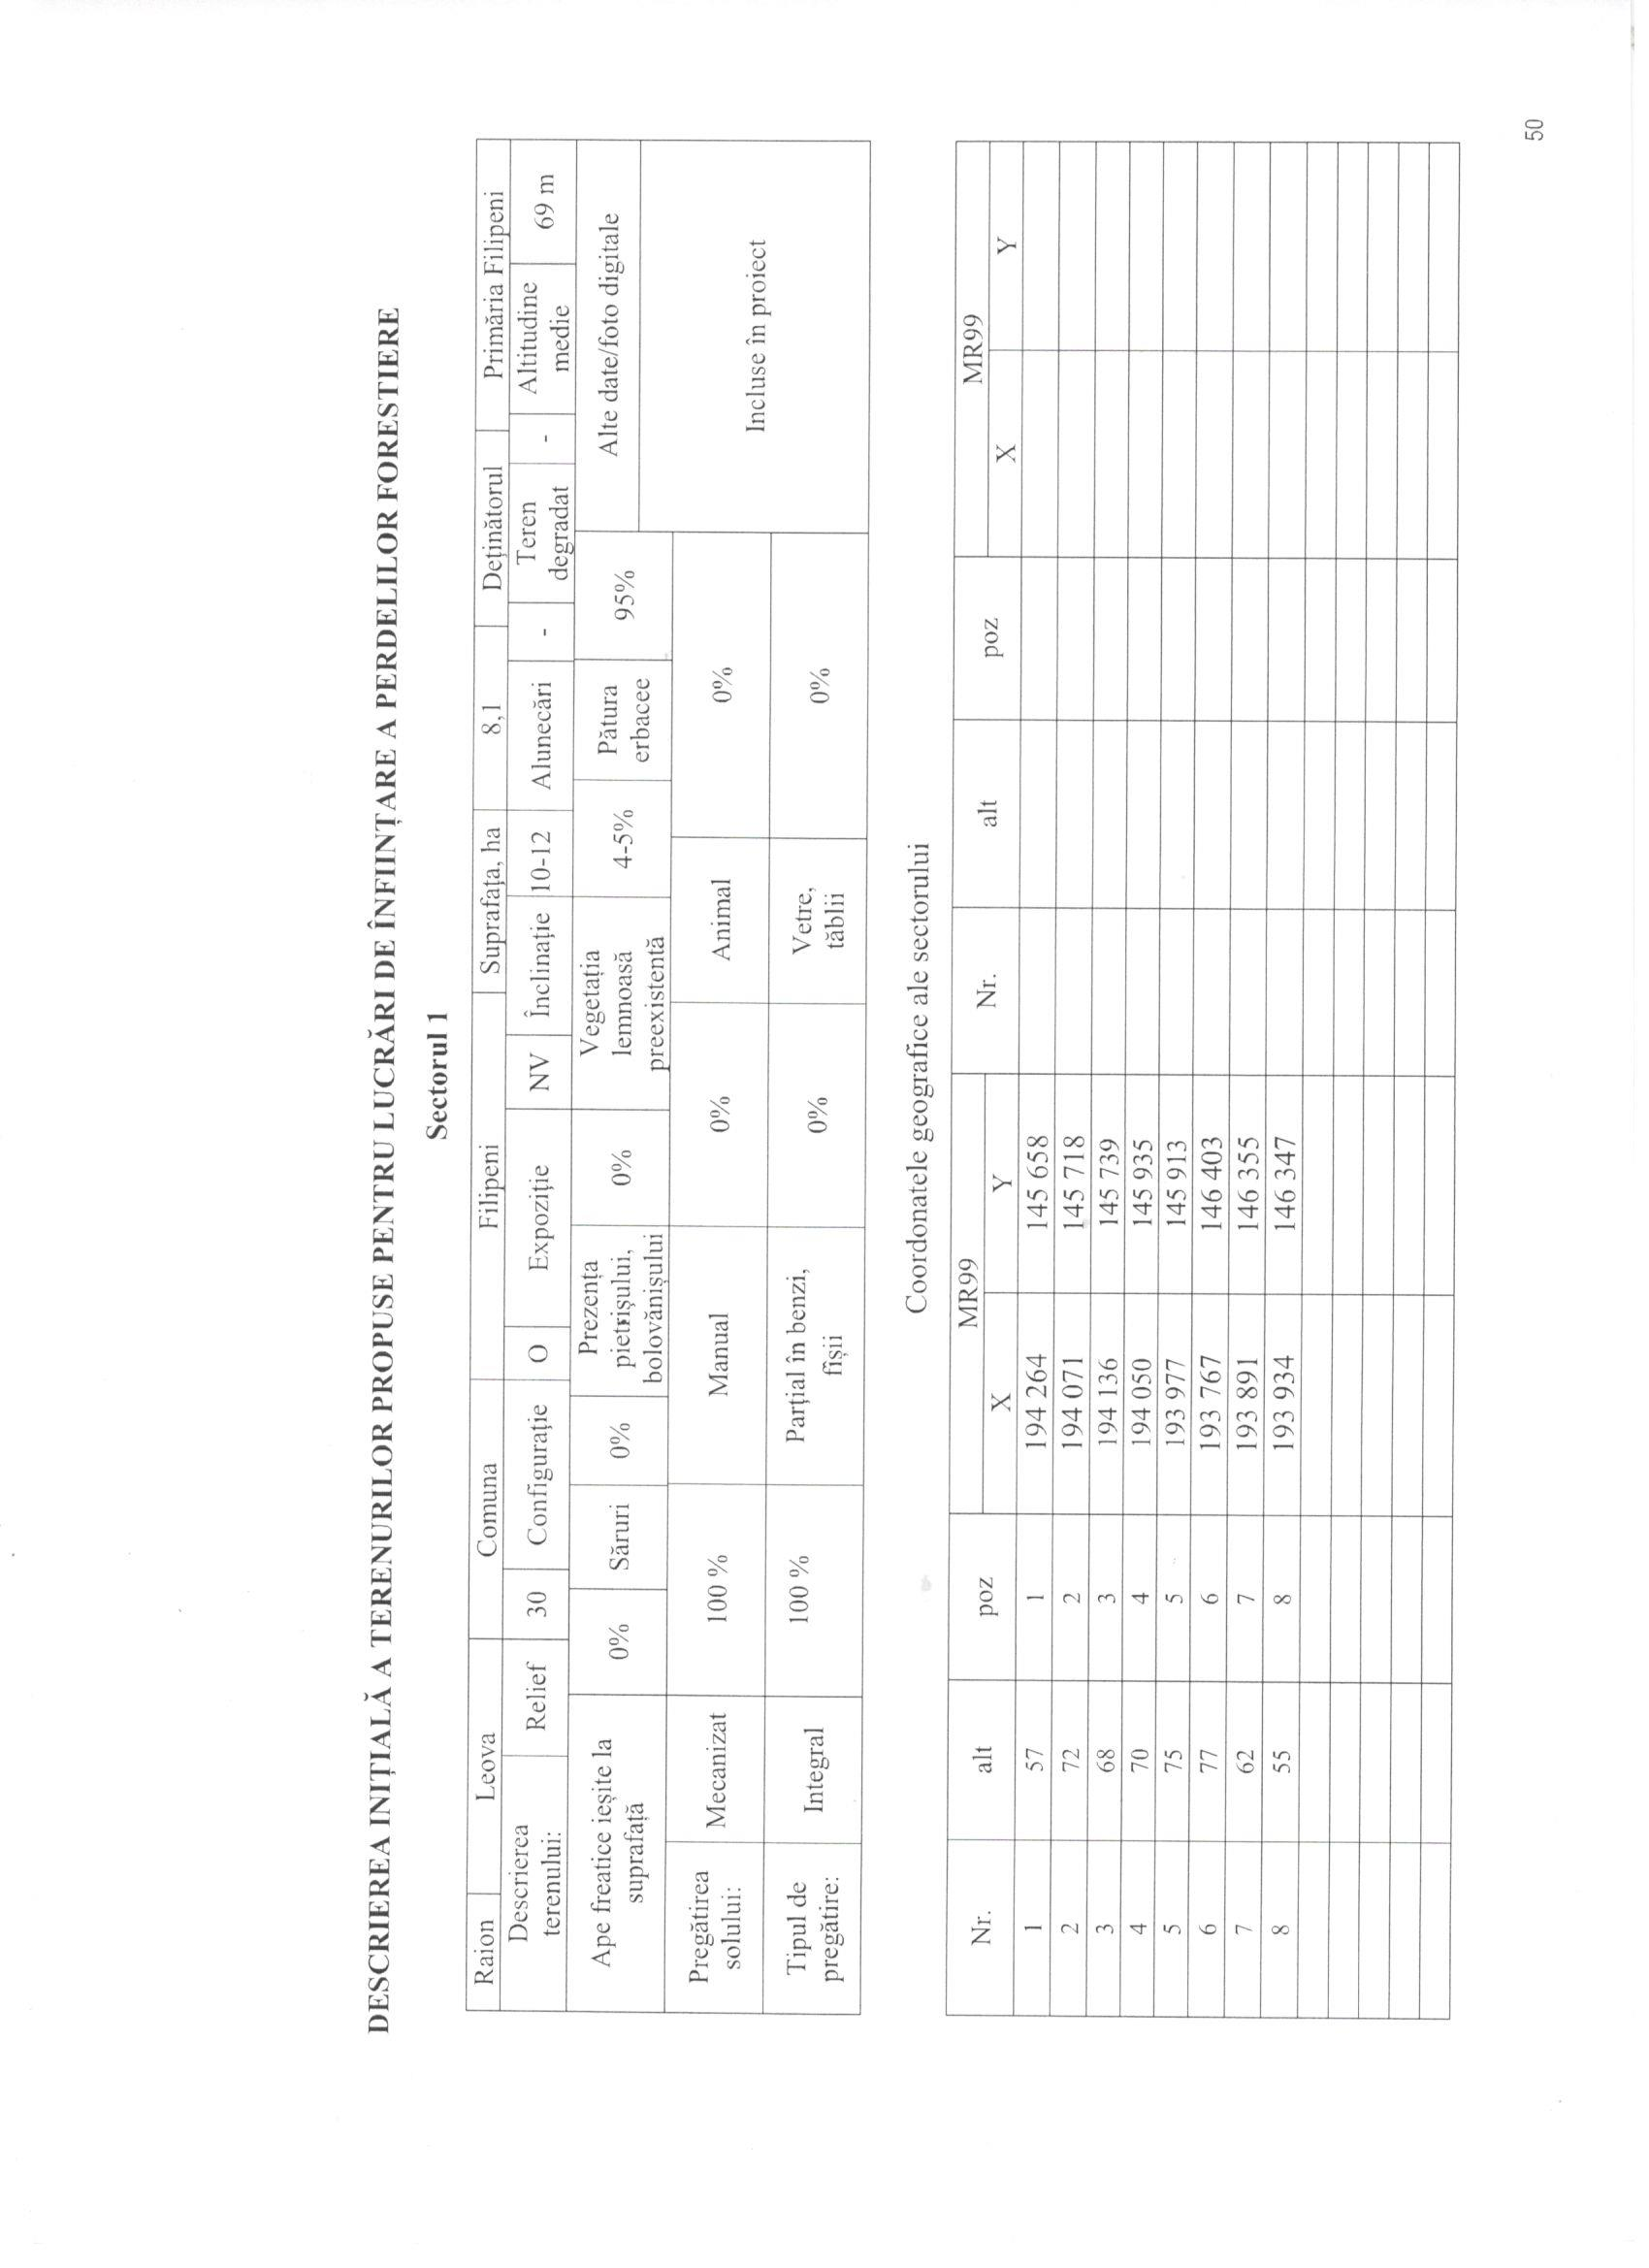 DESCRIEREA INIȚIALĂ A TERENURILOR PROPUSE PENTRU LUCRĂRI DE ÎNFIINȚARE A PERDELILOR FORESTIERE
Sectorul 1
Raion Leova Comuna Filipeni Suprafața, ha 8,1 Deținătorul Primăria Filipeni
Descrierea terenului: Relief 30 Configurație O Expoziție NV Înclinație 10-12 Alunecări - Teren degradat - Altitudine medie 69 m
Ape freatice ieșite la suprafață 0% Săruri 0% Prezența pietrișului, bolovănișului 0% Vegetația lemnoasă preexistentă 4-5% Pătura erbacee 95% Alte date/foto digitale
Pregătirea solului: Mecanizat 100 % Manual 0% Animal 0% Incluse în proiect
Tipul de pregătire: Integral 100 % Parțial în benzi, fîșii 0% Vetre, tăblii 0%
Coordonatele geografice ale sectorului
Nr. alt poz MR99 Nr. alt poz MR99
X Y X Y
1 57 1 194 264 145 658
2 72 2 194 071 145 718
3 68 3 194 136 145 739
4 70 4 194 050 145 935
5 75 5 193 977 145 913
6 77 6 193 767 146 403
7 62 7 193 891 146 355
8 55 8 193 934 146 347
50